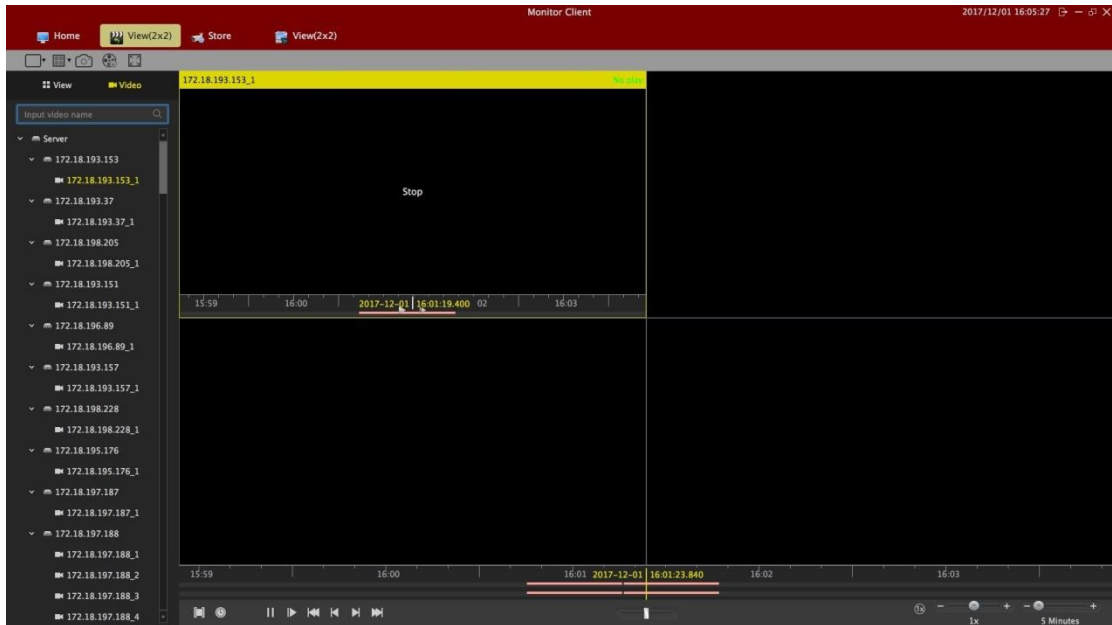 Monitor Client
2017/12/01 16:05:27
Home View(2x2) Store View(2x2)
View Video
172.18.193.153_1 No play
Input video name
Server
172.18.193.153
172.18.193.153_1
172.18.193.37
172.18.193.37_1
172.18.198.205
172.18.198.205_1
172.18.193.151
172.18.193.151_1
172.18.196.89
172.18.196.89_1
172.18.193.157
172.18.193.157_1
172.18.198.228
172.18.198.228_1
172.18.195.176
172.18.195.176_1
172.18.197.187
172.18.197.187_1
172.18.197.188
172.18.197.188_1
172.18.197.188_2
172.18.197.188_3
172.18.197.188_4
Stop
15:59 16:00 2017-12-01 16:01:19.400 02 16:03
15:59 16:00 16:01 2017-12-01 16:01:23.840 16:02 16:03
1x 5 Minutes